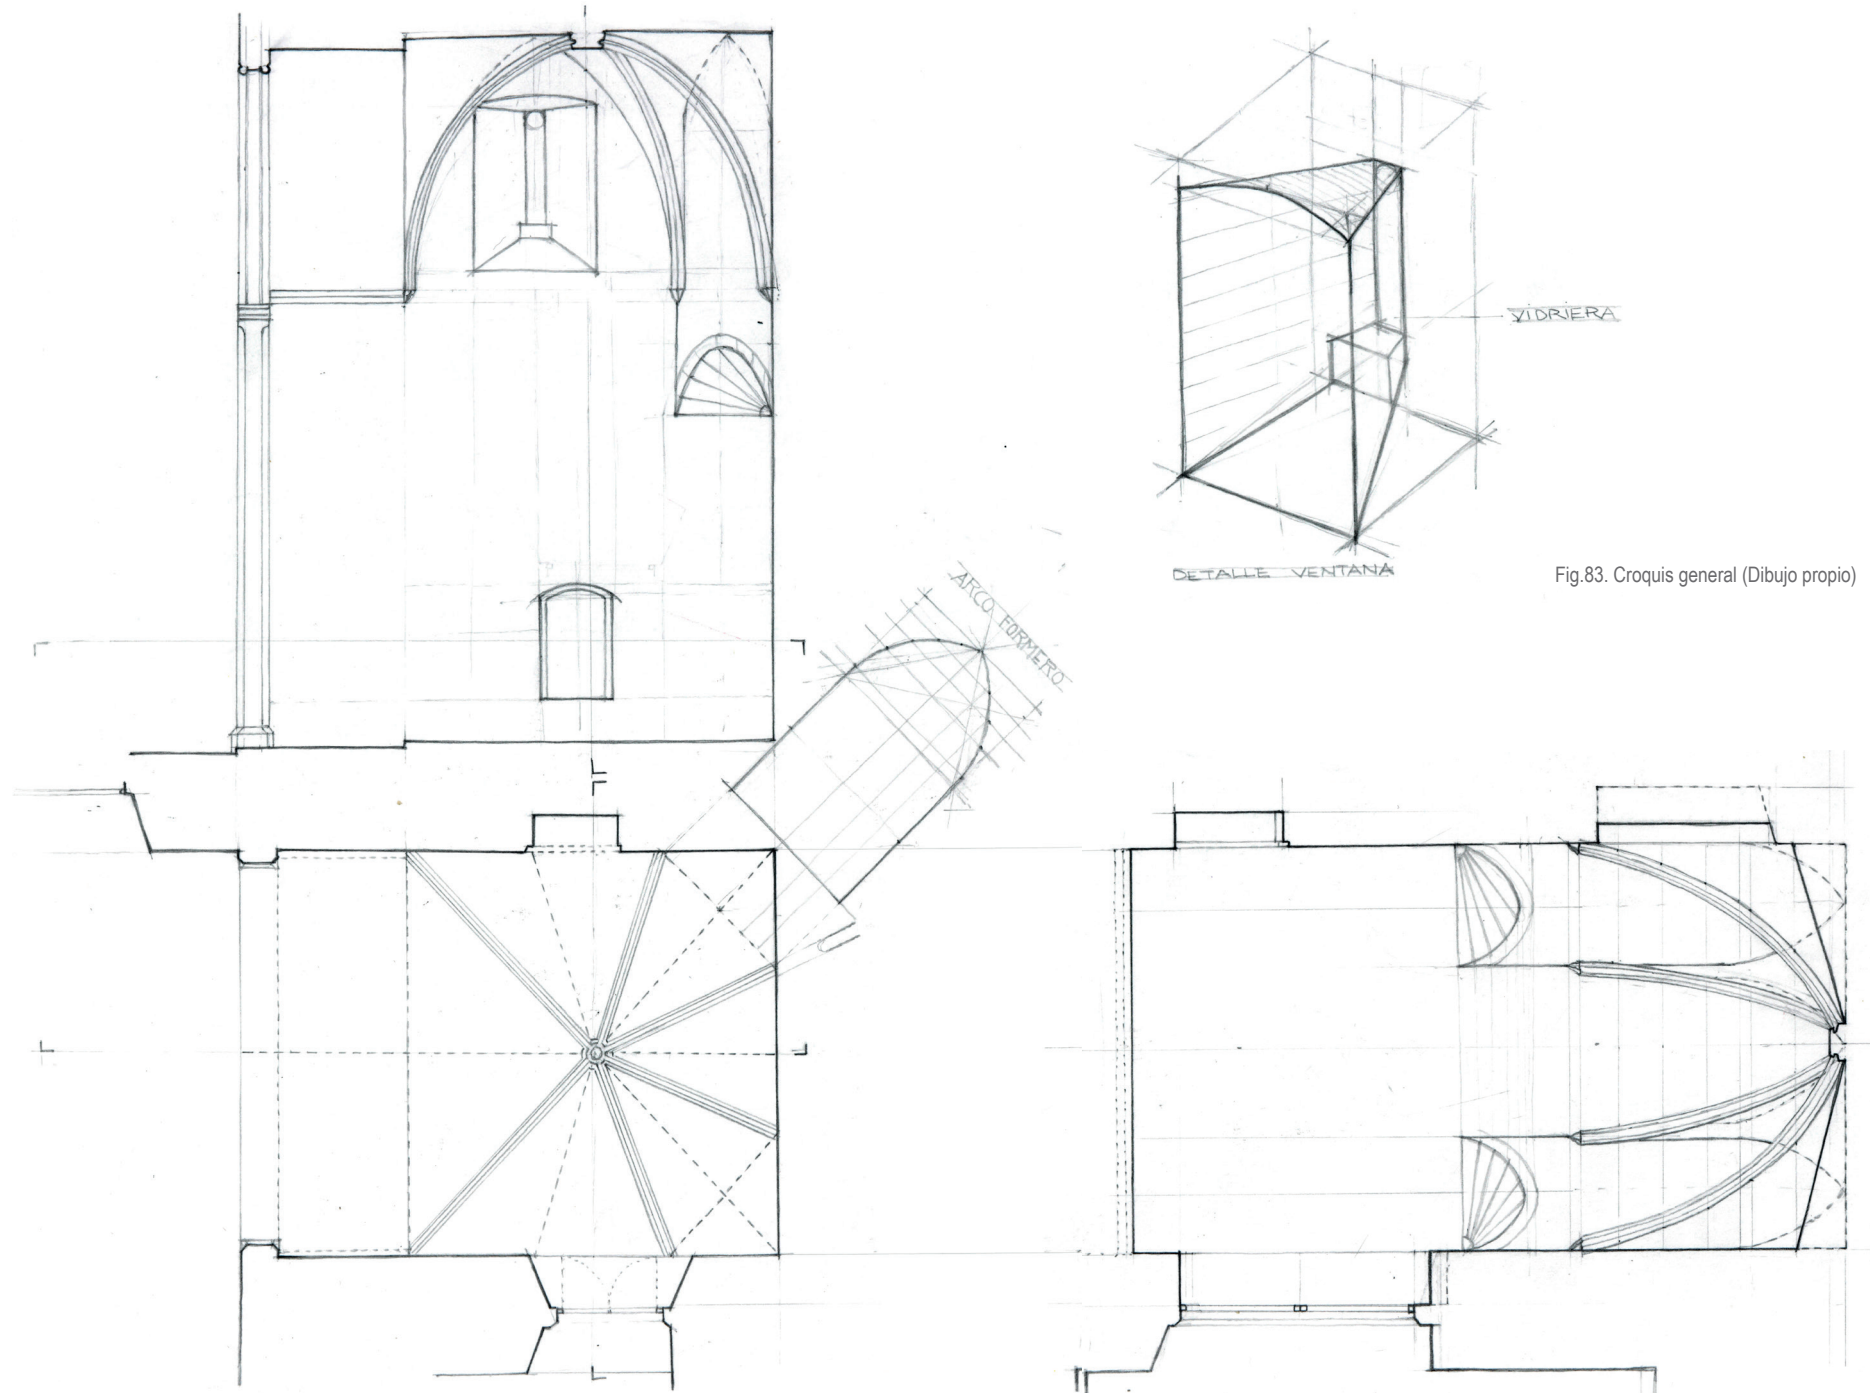 VIDRIERA
DETALLE VENTANA
Fig.83. Croquis general (Dibujo propio)
ARCO FORMERO